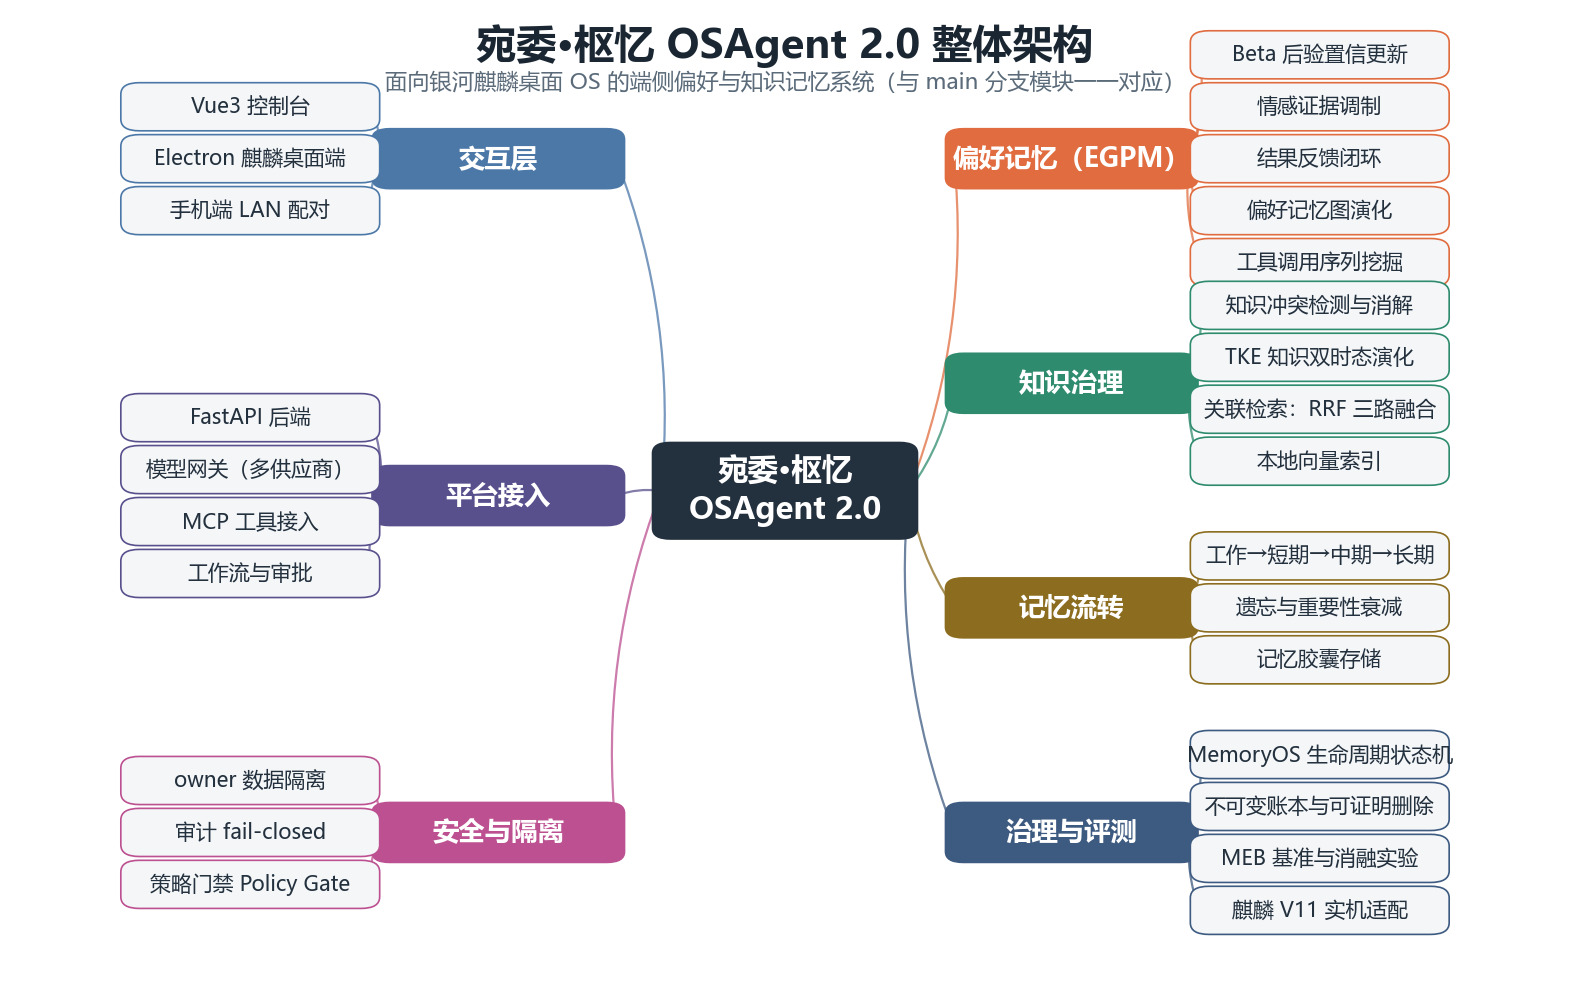 宛委·枢忆 OSAgent 2.0 整体架构
面向银河麒麟桌面 OS 的端侧偏好与知识记忆系统（与 main 分支模块一一对应）
交互层
Vue3 控制台
Electron 麒麟桌面端
手机端 LAN 配对
平台接入
FastAPI 后端
模型网关（多供应商）
MCP 工具接入
工作流与审批
安全与隔离
owner 数据隔离
审计 fail-closed
策略门禁 Policy Gate
宛委·枢忆
OSAgent 2.0
偏好记忆（EGPM）
Beta 后验置信更新
情感证据调制
结果反馈闭环
偏好记忆图演化
工具调用序列挖掘
知识治理
知识冲突检测与消解
TKE 知识双时态演化
关联检索：RRF 三路融合
本地向量索引
记忆流转
工作→短期→中期→长期
遗忘与重要性衰减
记忆胶囊存储
治理与评测
MemoryOS 生命周期状态机
不可变账本与可证明删除
MEB 基准与消融实验
麒麟 V11 实机适配